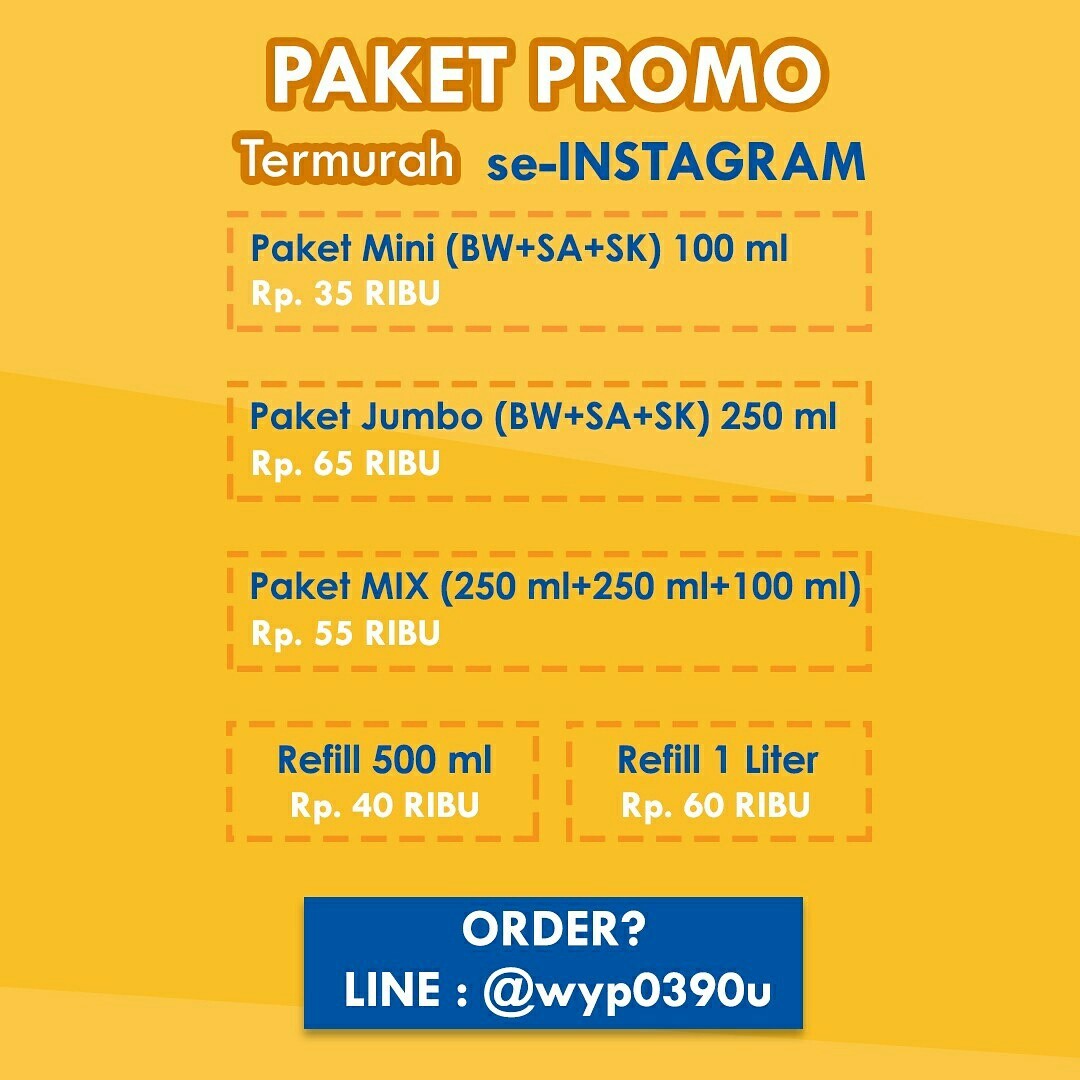 PAKET PROMO
Termurah se-INSTAGRAM
Paket Mini (BW+SA+SK) 100 ml
Rp. 35 RIBU
Paket Jumbo (BW+SA+SK) 250 ml
Rp. 65 RIBU
Paket MIX (250 ml+250 ml+100 ml)
Rp. 55 RIBU
Refill 500 ml
Rp. 40 RIBU
Refill 1 Liter
Rp. 60 RIBU
ORDER?
LINE : @wyp0390u